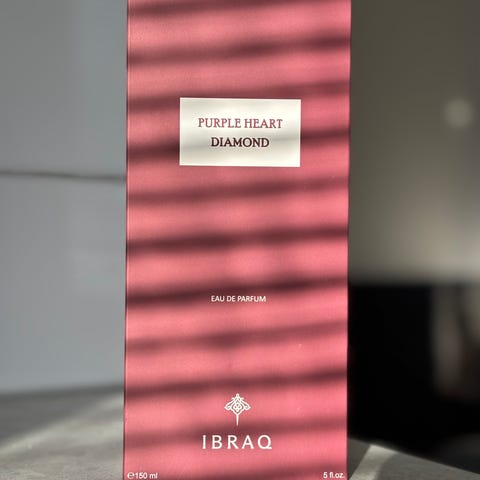 PURPLE HEART
DIAMOND
EAU DE PARFUM
IBRAQ
℮150 ml 5 fl.oz.